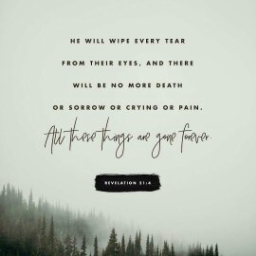 HE WILL WIPE EVERY TEAR
FROM THEIR EYES, AND THERE
WILL BE NO MORE DEATH
OR SORROW OR CRYING OR PAIN.
All these things are gone forever.
REVELATION 21:4